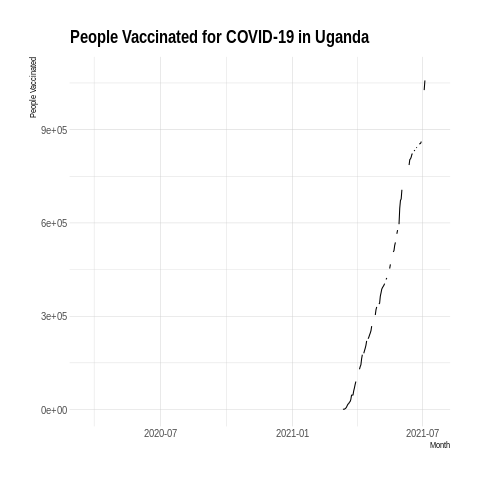 People Vaccinated for COVID-19 in Uganda
People Vaccinated
9e+05
6e+05
3e+05
0e+00
2020-07
2021-01
2021-07
Month